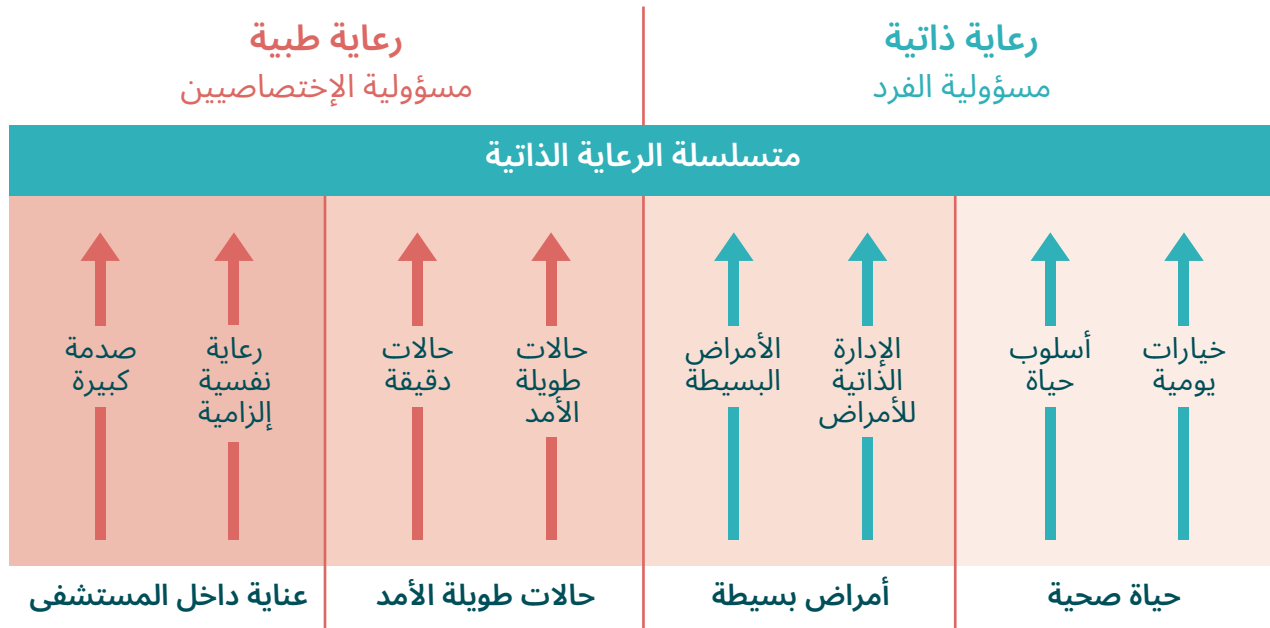 رعاية ذاتية
مسؤولية الفرد
رعاية طبية
مسؤولية الإختصاصيين
متسلسلة الرعاية الذاتية
خيارات
يومية
أسلوب
حياة
الإدارة
الذاتية
للأمراض
الأمراض
البسيطة
حالات
طويلة
الأمد
حالات
دقيقة
رعاية
نفسية
إلزامية
صدمة
كبيرة
حياة صحية
أمراض بسيطة
حالات طويلة الأمد
عناية داخل المستشفى